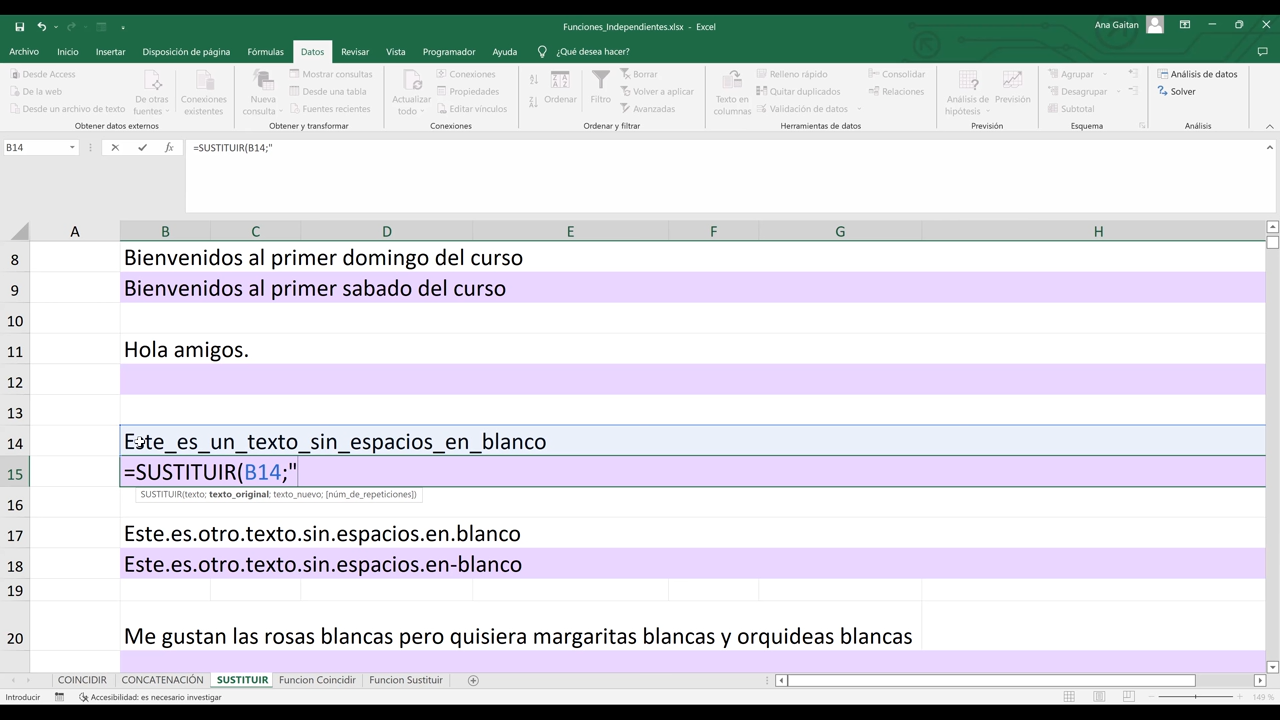 Funciones_Independientes.xlsx - Excel
Ana Gaitan
Archivo Inicio Insertar Disposición de página Fórmulas Datos Revisar Vista Programador Ayuda ¿Qué desea hacer?
Desde Access
De la web
Desde un archivo de texto
De otras fuentes
Conexiones existentes
Obtener datos externos
Nueva consulta
Mostrar consultas
Desde una tabla
Fuentes recientes
Obtener y transformar
Actualizar todo
Conexiones
Propiedades
Editar vínculos
Conexiones
Ordenar
Filtro
Borrar
Volver a aplicar
Avanzadas
Ordenar y filtrar
Texto en columnas
Relleno rápido
Quitar duplicados
Validación de datos
Consolidar
Relaciones
Herramientas de datos
Análisis de hipótesis
Previsión
Previsión
Agrupar
Desagrupar
Subtotal
Esquema
Análisis de datos
Solver
Análisis
B14 fx =SUSTITUIR(B14;"
A B C D E F G H
8 Bienvenidos al primer domingo del curso
9 Bienvenidos al primer sabado del curso
10
11 Hola amigos.
12
13
14 Este_es_un_texto_sin_espacios_en_blanco
15 =SUSTITUIR(B14;"
SUSTITUIR(texto; texto_original; texto_nuevo; [núm_de_repeticiones])
16
17 Este.es.otro.texto.sin.espacios.en.blanco
18 Este.es.otro.texto.sin.espacios.en-blanco
19
20 Me gustan las rosas blancas pero quisiera margaritas blancas y orquideas blancas
COINCIDIR CONCATENACIÓN SUSTITUIR Funcion Coincidir Funcion Sustituir
Introducir Accesibilidad: es necesario investigar 149 %